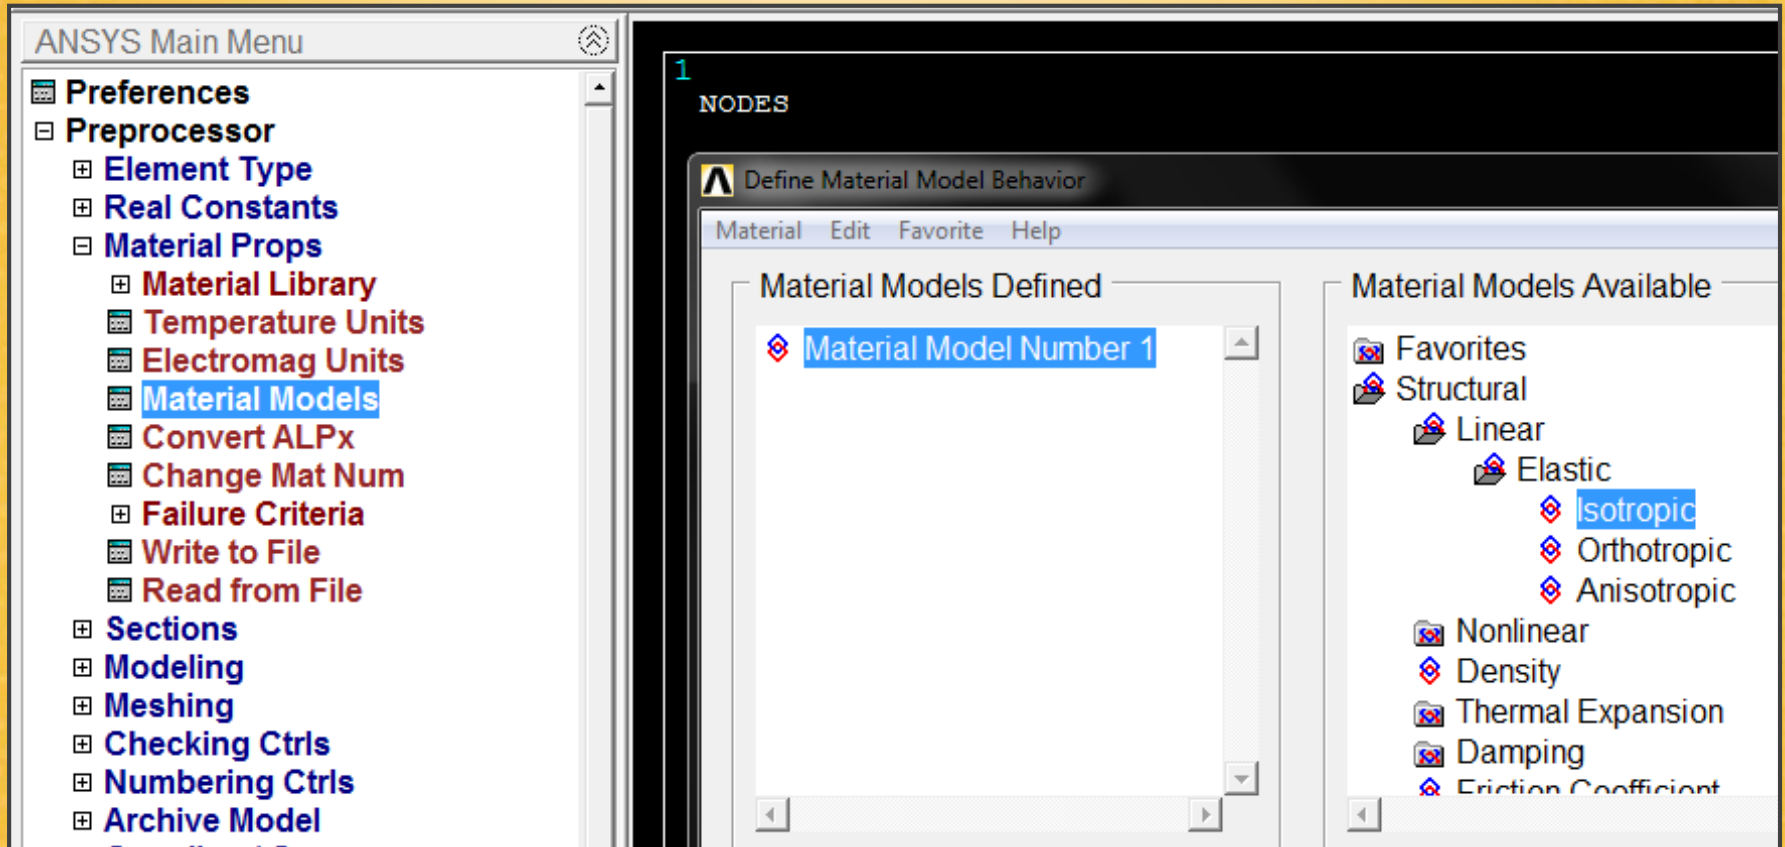 ANSYS Main Menu
Preferences
Preprocessor
Element Type
Real Constants
Material Props
Material Library
Temperature Units
Electromag Units
Material Models
Convert ALPx
Change Mat Num
Failure Criteria
Write to File
Read from File
Sections
Modeling
Meshing
Checking Ctrls
Numbering Ctrls
Archive Model
1
NODES
Define Material Model Behavior
Material Edit Favorite Help
Material Models Defined
Material Model Number 1
Material Models Available
Favorites
Structural
Linear
Elastic
Isotropic
Orthotropic
Anisotropic
Nonlinear
Density
Thermal Expansion
Damping
Friction Coefficient